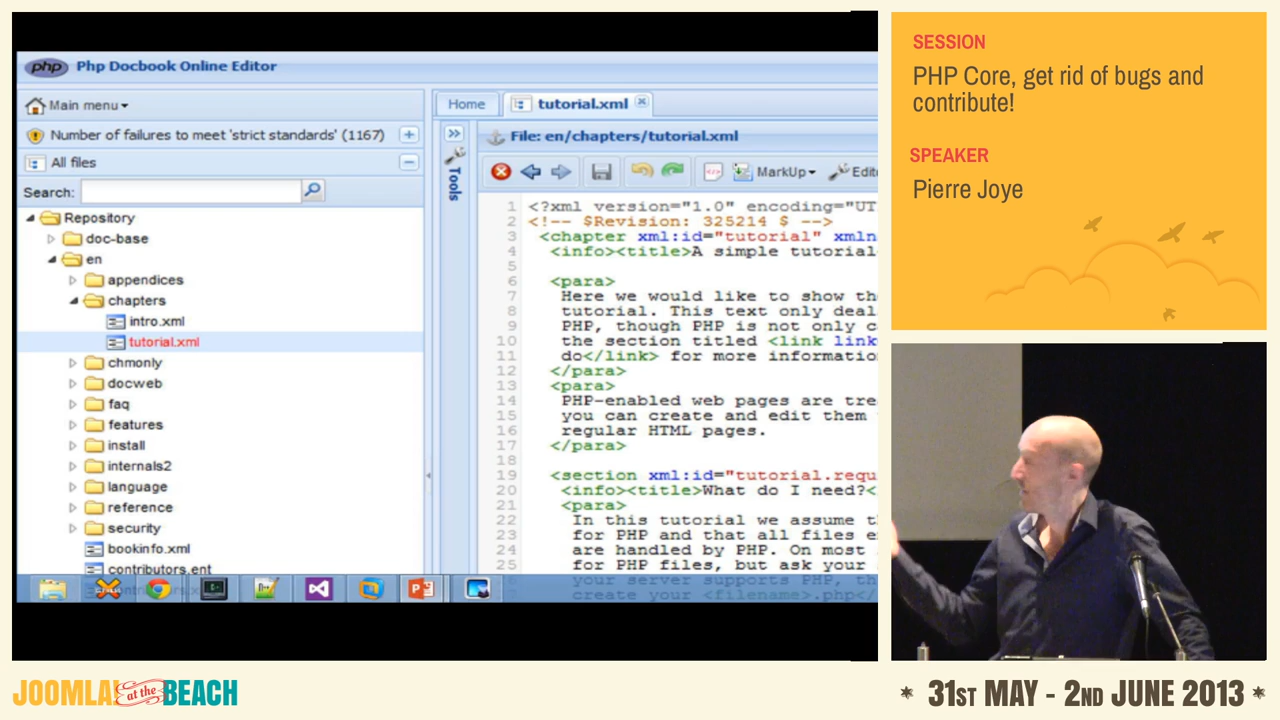 php Php Docbook Online Editor
Main menu
Number of failures to meet 'strict standards' (1167)
All files
Search:
Repository
doc-base
en
appendices
chapters
intro.xml
tutorial.xml
chmonly
docweb
faq
features
install
internals2
language
reference
security
bookinfo.xml
contributors.ent
Home
tutorial.xml
Tools
File: en/chapters/tutorial.xml
MarkUp
1 <?xml version="1.0" encoding="UT
2 <!-- $Revision: 325214 $ -->
3 <chapter xml:id="tutorial" xmln
4 <info><title>A simple tutorial
5
6 <para>
7 Here we would like to show th
8 tutorial. This text only deal
9 PHP, though PHP is not only c
10 the section titled <link link
11 do</link> for more informatio
12 </para>
13 <para>
14 PHP-enabled web pages are tre
15 you can create and edit them
16 regular HTML pages.
17 </para>
18
19 <section xml:id="tutorial.requ
20 <info><title>What do I need?<
21 <para>
22 In this tutorial we assume t
23 for PHP and that all files e
24 are handled by PHP. On most
25 for PHP files, but ask your
your server supports PHP, th
create your <filename>.php</
SESSION
PHP Core, get rid of bugs and
contribute!
SPEAKER
Pierre Joye
JOOMLA! at the BEACH
* 31ST MAY - 2ND JUNE 2013 *